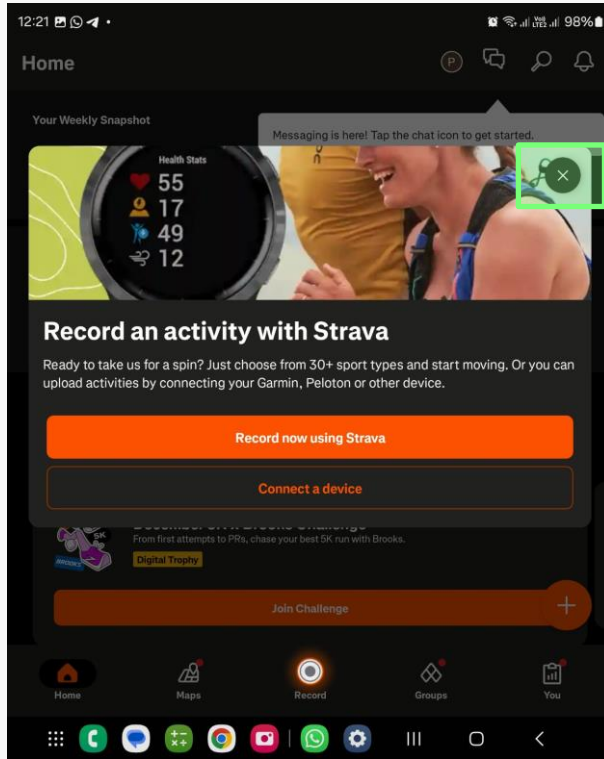 12:21
98%
Home
P
Your Weekly Snapshot
Messaging is here! Tap the chat icon to get started.
Health Stats
55
17
49
12
Record an activity with Strava
Ready to take us for a spin? Just choose from 30+ sport types and start moving. Or you can
upload activities by connecting your Garmin, Peloton or other device.
Record now using Strava
Connect a device
5K
BROOKS
From first attempts to PRs, chase your best 5K run with Brooks.
Digital Trophy
Join Challenge
Home
Maps
Record
Groups
You